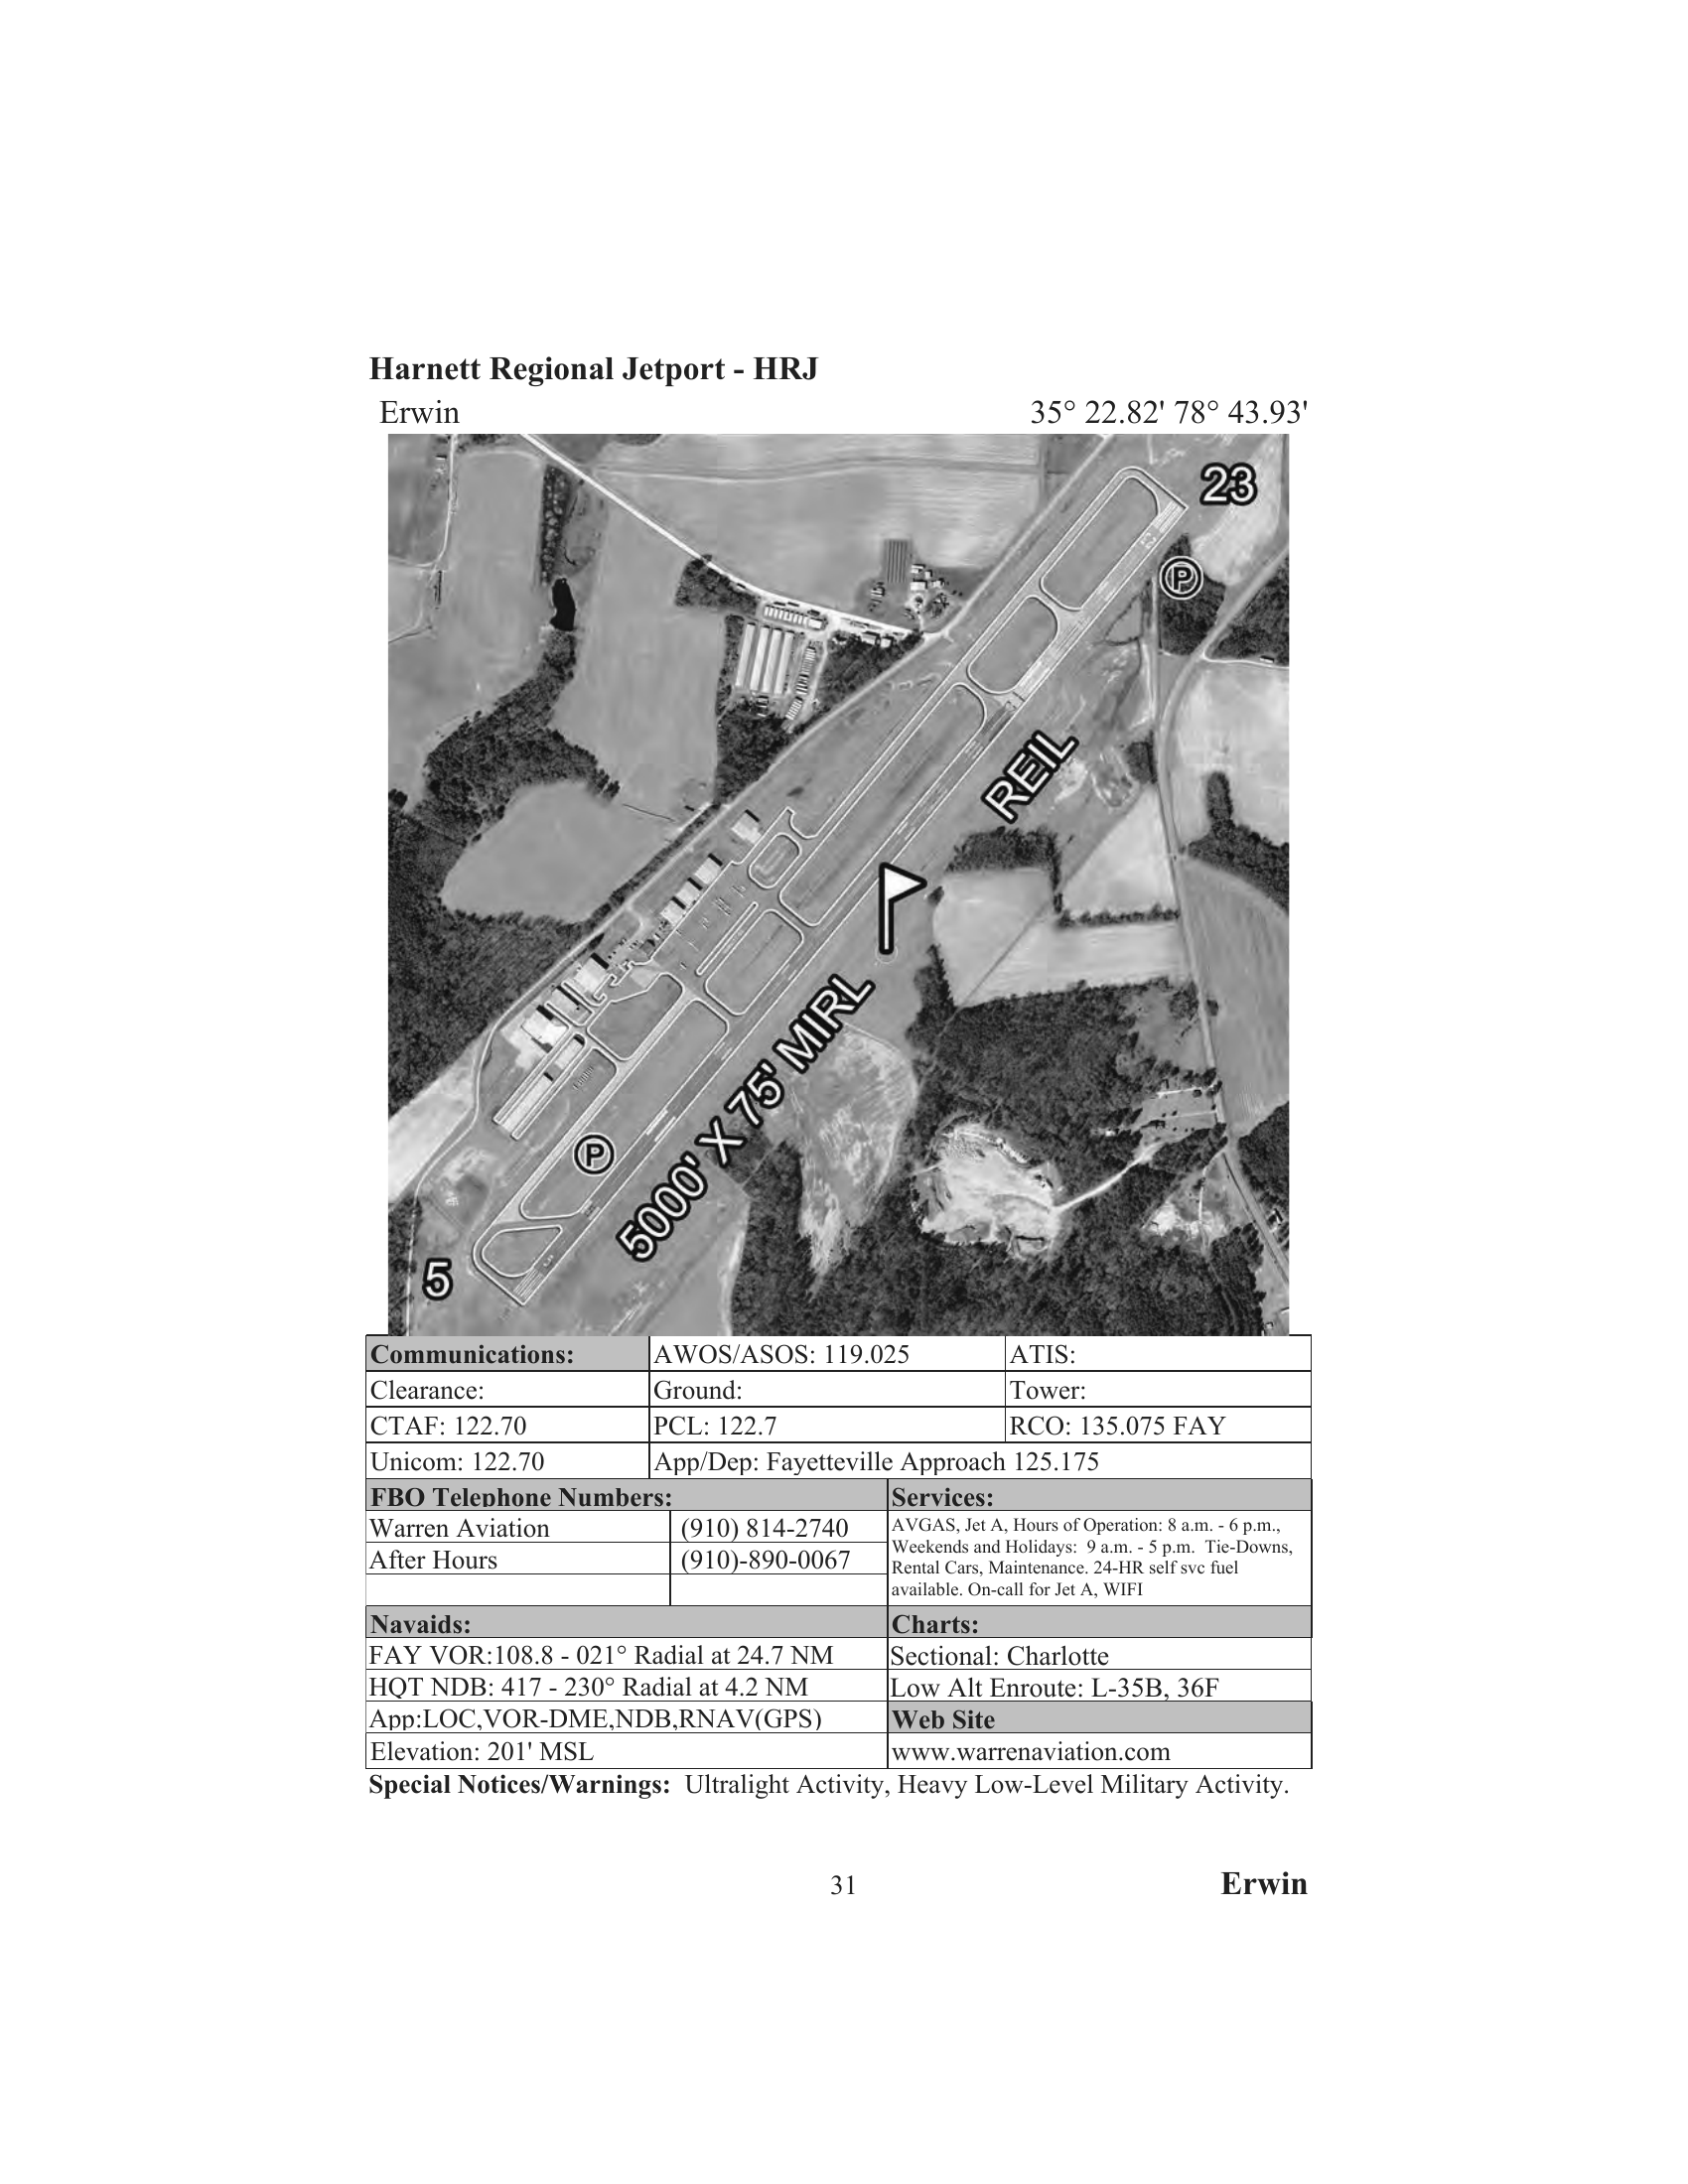 Harnett Regional Jetport - HRJ
Erwin 35° 22.82' 78° 43.93'
23
P
REIL
5000' X 75' MIRL
P
5
Communications: AWOS/ASOS: 119.025 ATIS:
Clearance: Ground: Tower:
CTAF: 122.70 PCL: 122.7 RCO: 135.075 FAY
Unicom: 122.70 App/Dep: Fayetteville Approach 125.175
FBO Telephone Numbers: Services:
Warren Aviation (910) 814-2740
After Hours (910)-890-0067
AVGAS, Jet A, Hours of Operation: 8 a.m. - 6 p.m.,
Weekends and Holidays: 9 a.m. - 5 p.m. Tie-Downs,
Rental Cars, Maintenance. 24-HR self svc fuel
available. On-call for Jet A, WIFI
Navaids: Charts:
FAY VOR:108.8 - 021° Radial at 24.7 NM Sectional: Charlotte
HQT NDB: 417 - 230° Radial at 4.2 NM Low Alt Enroute: L-35B, 36F
App:LOC,VOR-DME,NDB,RNAV(GPS) Web Site
Elevation: 201' MSL www.warrenaviation.com
Special Notices/Warnings: Ultralight Activity, Heavy Low-Level Military Activity.
31 Erwin